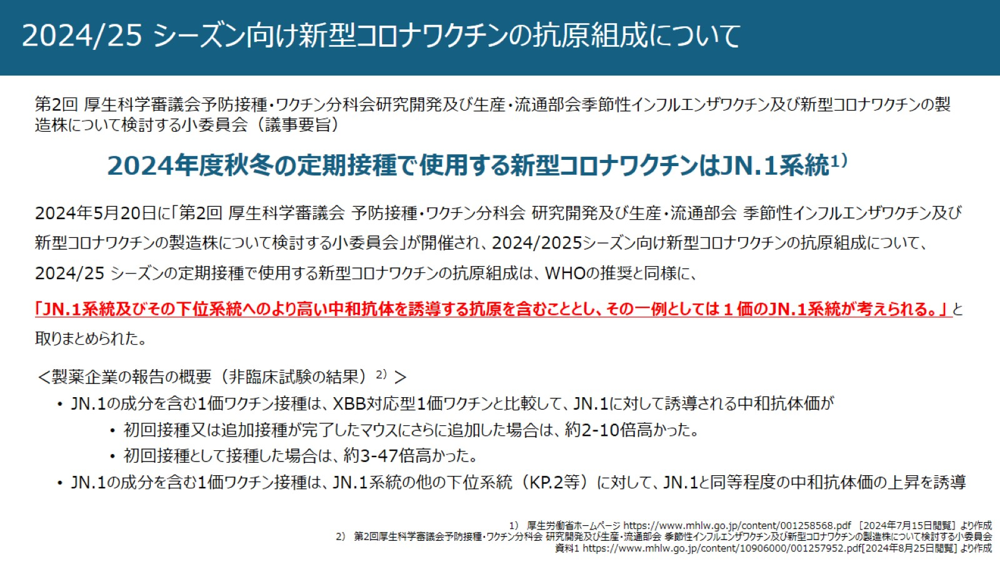 2024/25 シーズン向け新型コロナワクチンの抗原組成について
第2回 厚生科学審議会予防接種・ワクチン分科会研究開発及び生産・流通部会季節性インフルエンザワクチン及び新型コロナワクチンの製
造株について検討する小委員会（議事要旨）
2024年度秋冬の定期接種で使用する新型コロナワクチンはJN.1系統1）
2024年5月20日に「第2回 厚生科学審議会 予防接種・ワクチン分科会 研究開発及び生産・流通部会 季節性インフルエンザワクチン及び
新型コロナワクチンの製造株について検討する小委員会」が開催され、2024/2025シーズン向け新型コロナワクチンの抗原組成について、
2024/25 シーズンの定期接種で使用する新型コロナワクチンの抗原組成は、WHOの推奨と同様に、
「JN.1系統及びその下位系統へのより高い中和抗体を誘導する抗原を含むこととし、その一例としては１価のJN.1系統が考えられる。」と
取りまとめられた。
＜製薬企業の報告の概要（非臨床試験の結果）2）＞
• JN.1の成分を含む1価ワクチン接種は、XBB対応型1価ワクチンと比較して、JN.1に対して誘導される中和抗体価が
• 初回接種又は追加接種が完了したマウスにさらに追加した場合は、約2-10倍高かった。
• 初回接種として接種した場合は、約3-47倍高かった。
• JN.1の成分を含む1価ワクチン接種は、JN.1系統の他の下位系統（KP.2等）に対して、JN.1と同等程度の中和抗体価の上昇を誘導
1） 厚生労働省ホームページ https://www.mhlw.go.jp/content/001258568.pdf ［2024年7月15日閲覧］より作成
2） 第2回厚生科学審議会予防接種・ワクチン分科会 研究開発及び生産・流通部会 季節性インフルエンザワクチン及び新型コロナワクチンの製造株について検討する小委員会
資料1 https://www.mhlw.go.jp/content/10906000/001257952.pdf[2024年8月25日閲覧] より作成